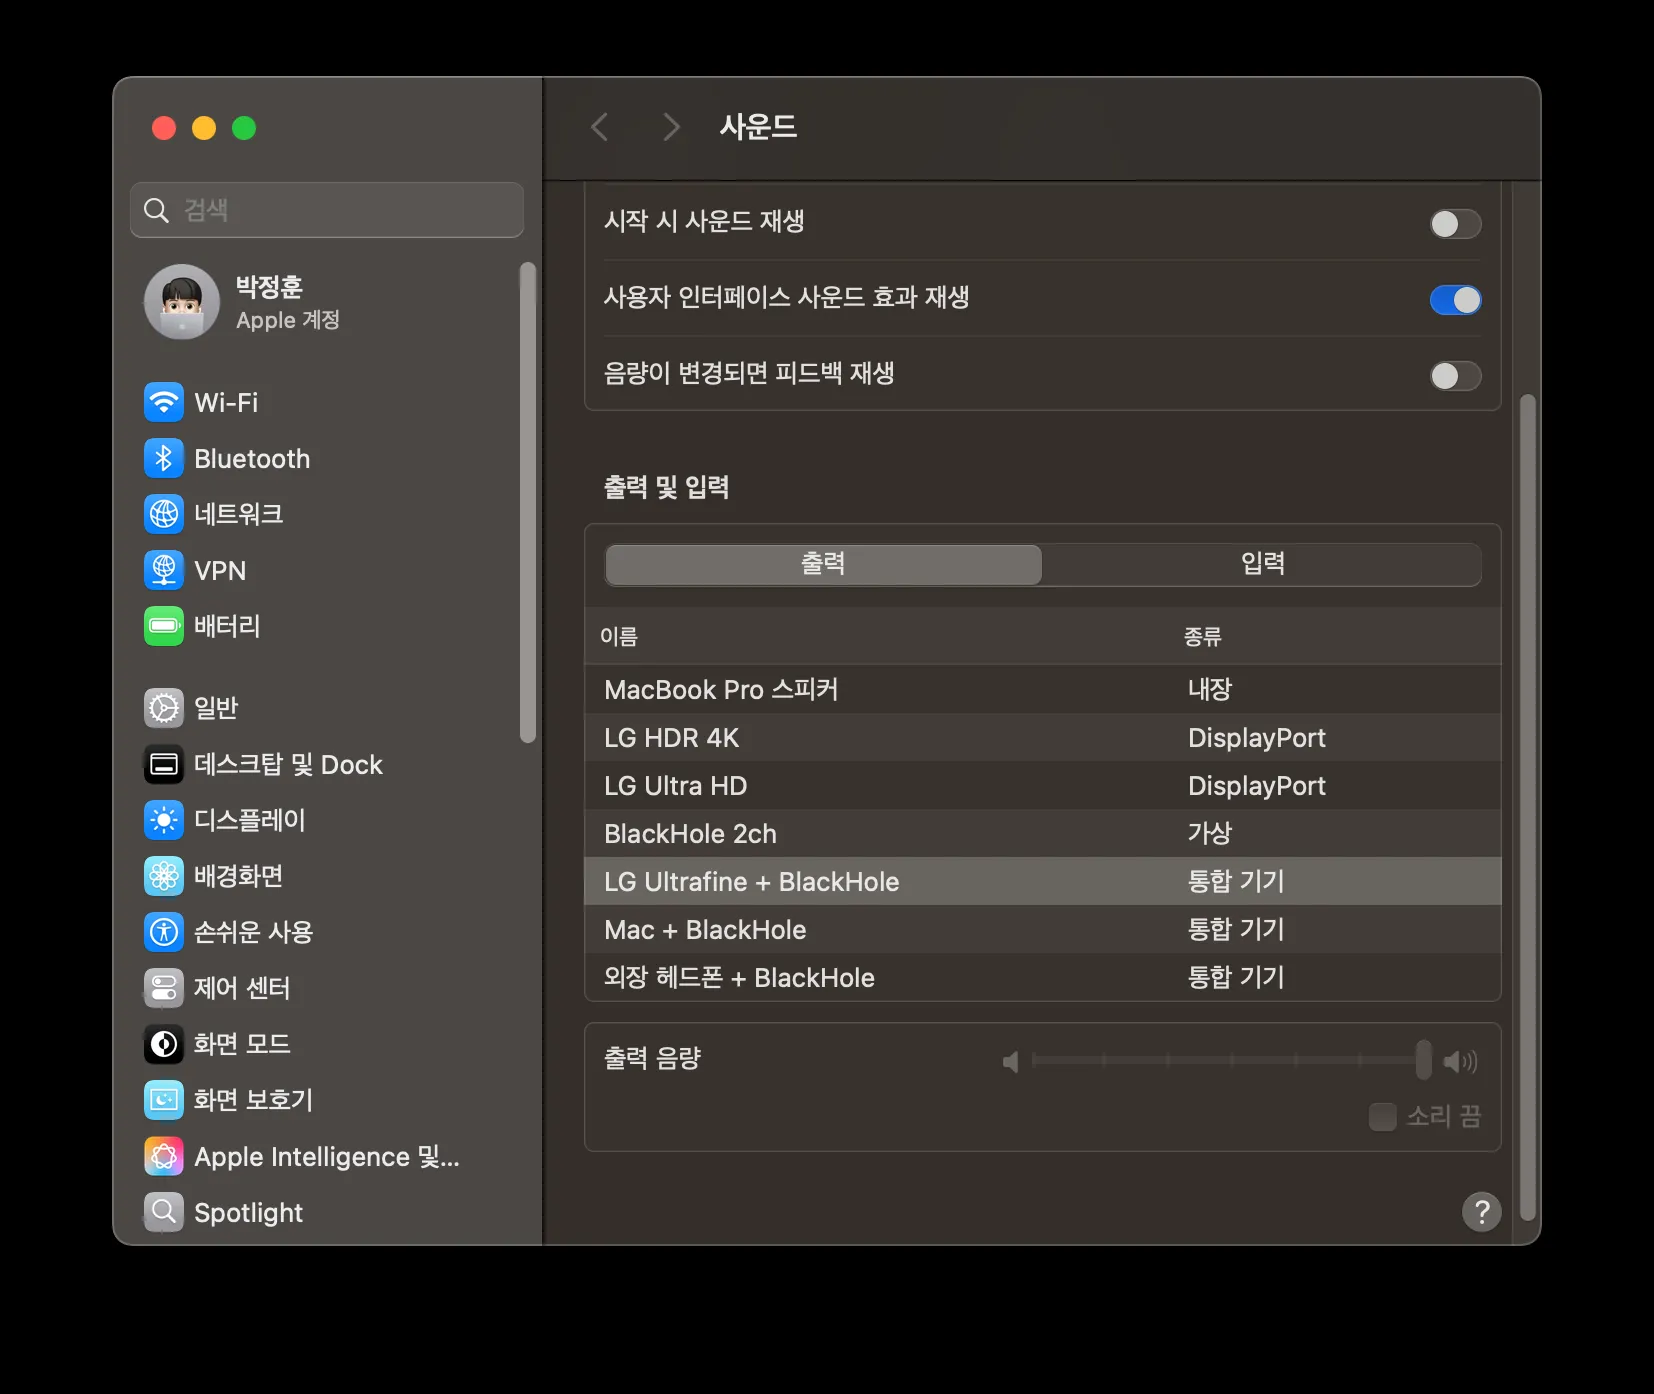 검색
박정훈
Apple 계정
Wi-Fi
Bluetooth
네트워크
VPN
배터리
일반
데스크탑 및 Dock
디스플레이
배경화면
손쉬운 사용
제어 센터
화면 모드
화면 보호기
Apple Intelligence 및...
Spotlight
사운드
시작 시 사운드 재생
사용자 인터페이스 사운드 효과 재생
음량이 변경되면 피드백 재생
출력 및 입력
출력 입력
이름 종류
MacBook Pro 스피커 내장
LG HDR 4K DisplayPort
LG Ultra HD DisplayPort
BlackHole 2ch 가상
LG Ultrafine + BlackHole 통합 기기
Mac + BlackHole 통합 기기
외장 헤드폰 + BlackHole 통합 기기
출력 음량
소리 끔
?